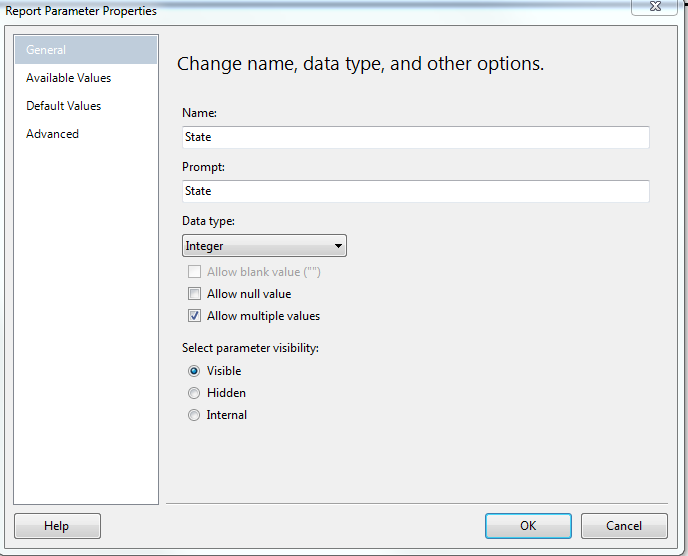 Report Parameter Properties
General
Available Values
Default Values
Advanced
Change name, data type, and other options.
Name:
State
Prompt:
State
Data type:
Integer
Allow blank value ("")
Allow null value
Allow multiple values
Select parameter visibility:
Visible
Hidden
Internal
Help
OK
Cancel